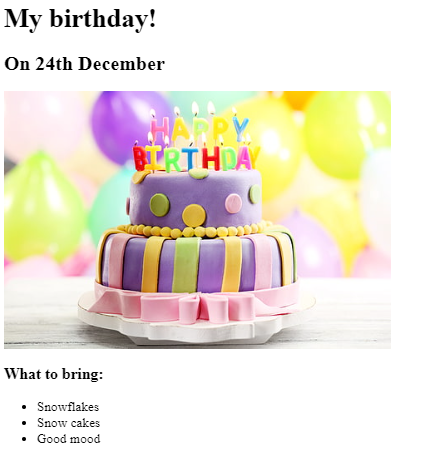 My birthday!
On 24th December
HAPPY
BIRTHDAY
What to bring:
Snowflakes
Snow cakes
Good mood